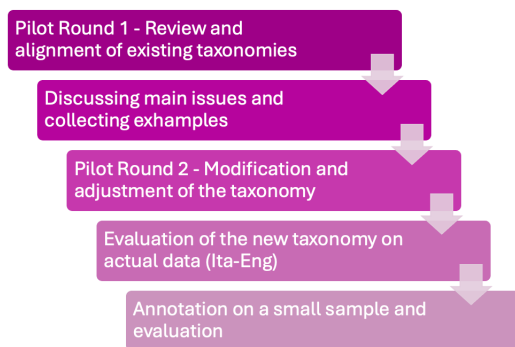 Pilot Round 1 - Review and
alignment of existing taxonomies
Discussing main issues and
collecting exhamples
Pilot Round 2 - Modification and
adjustment of the taxonomy
Evaluation of the new taxonomy on
actual data (Ita-Eng)
Annotation on a small sample and
evaluation